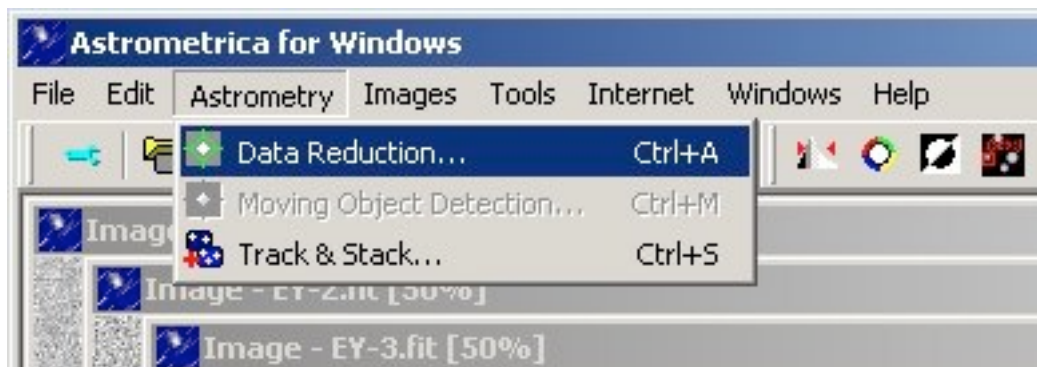 Astrometrica for Windows
File Edit Astrometry Images Tools Internet Windows Help
Data Reduction... Ctrl+A
Moving Object Detection... Ctrl+M
Track & Stack... Ctrl+S
Image - EY-2.fit [50%]
Image - EY-3.fit [50%]